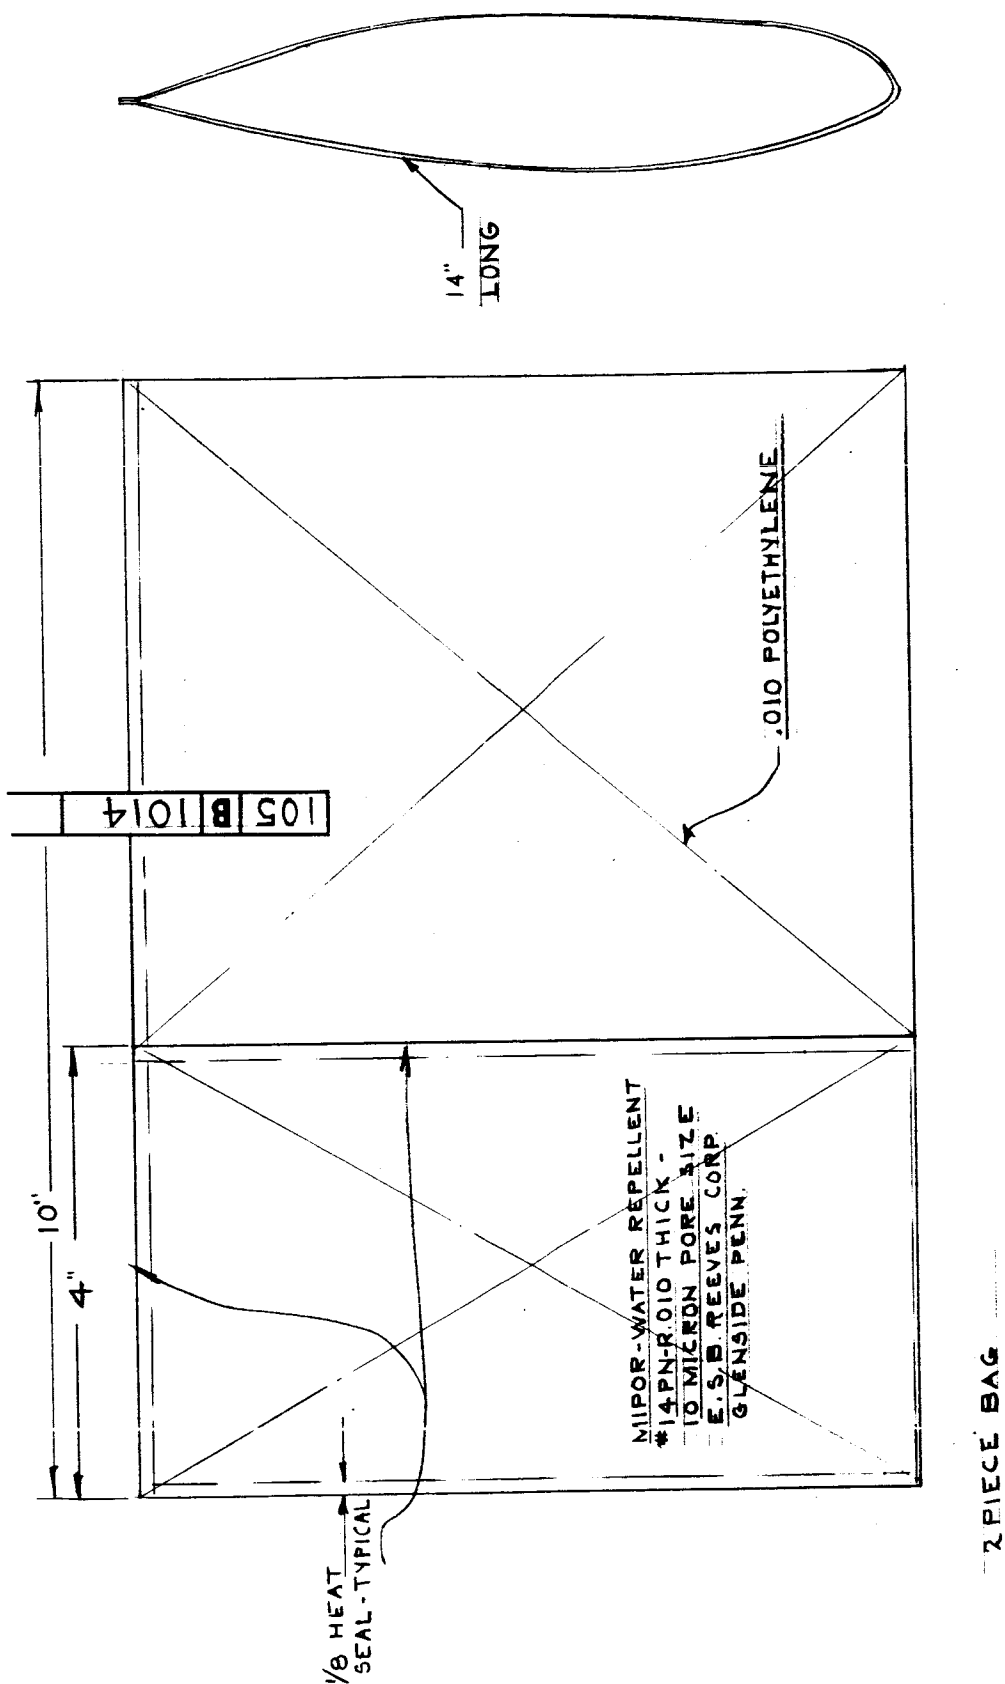 10"
4"
105 B 1014
14"
LONG
.010 POLYETHYLENE
MIPOR-WATER REPELLENT
#14PN-R.010 THICK -
10 MICRON PORE SIZE
E.S.B. REEVES CORP.
GLENSIDE PENN.
1/8 HEAT
SEAL-TYPICAL
2 PIECE BAG